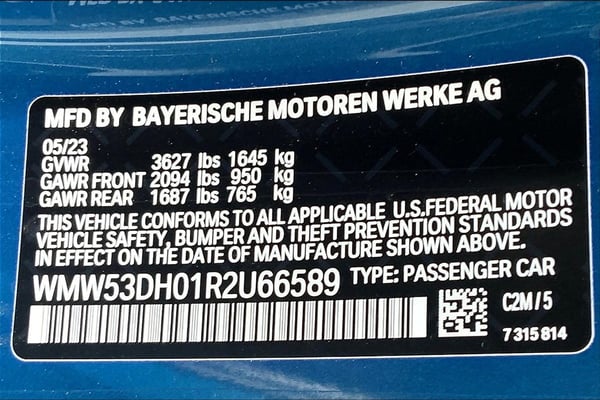 MFD BY BAYERISCHE MOTOREN WERKE AG
05/23
GVWR 3627 lbs 1645 kg
GAWR FRONT 2094 lbs 950 kg
GAWR REAR 1687 lbs 765 kg
THIS VEHICLE CONFORMS TO ALL APPLICABLE U.S.FEDERAL MOTOR
VEHICLE SAFETY, BUMPER AND THEFT PREVENTION STANDARDS
IN EFFECT ON THE DATE OF MANUFACTURE SHOWN ABOVE.
WMW53DH01R2U66589 TYPE: PASSENGER CAR
C2M/5
7315814